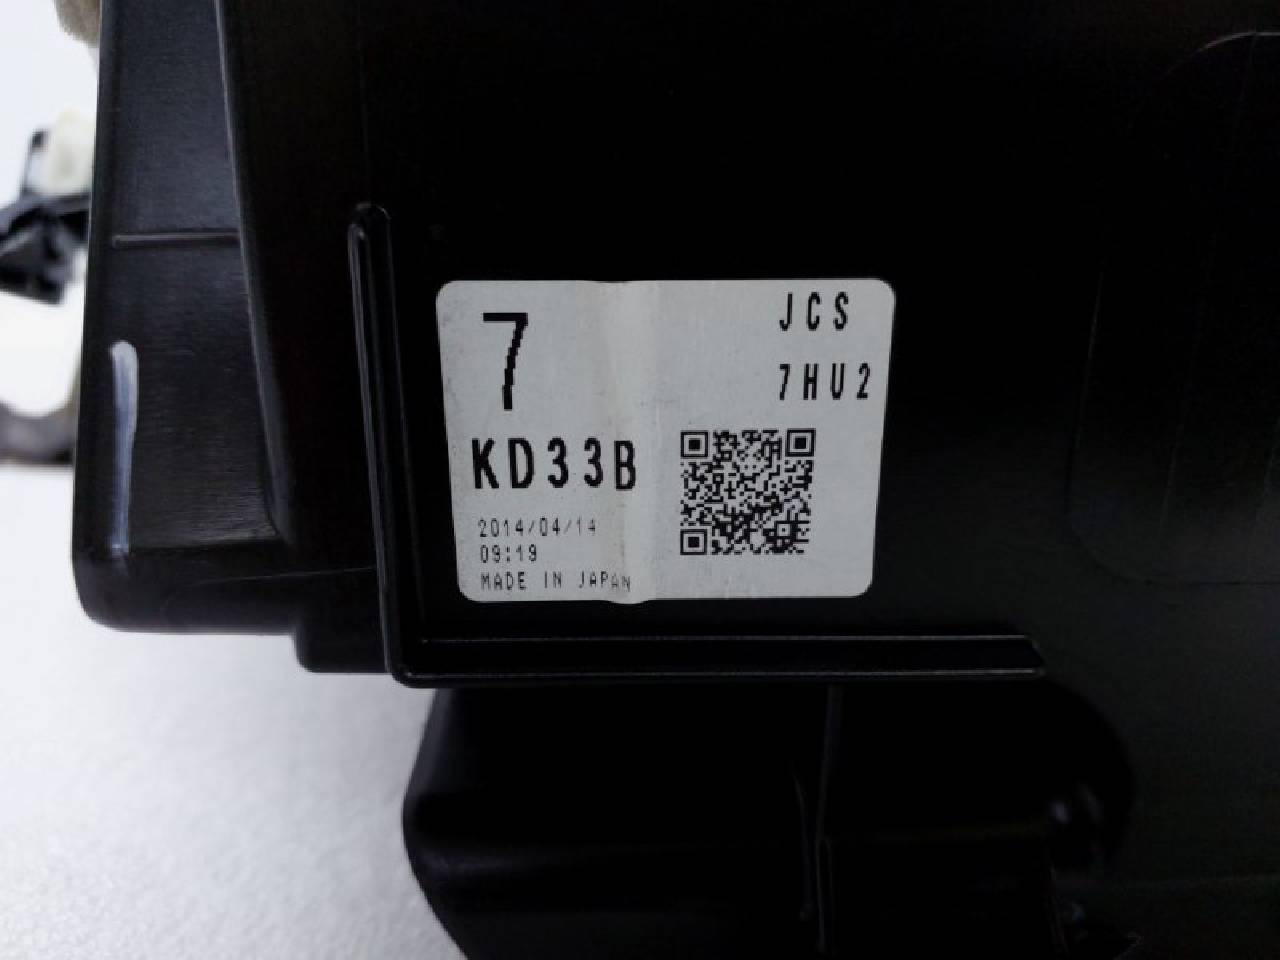 7
JCS
7HU2
KD33B
2014/04/14
09:19
MADE IN JAPAN